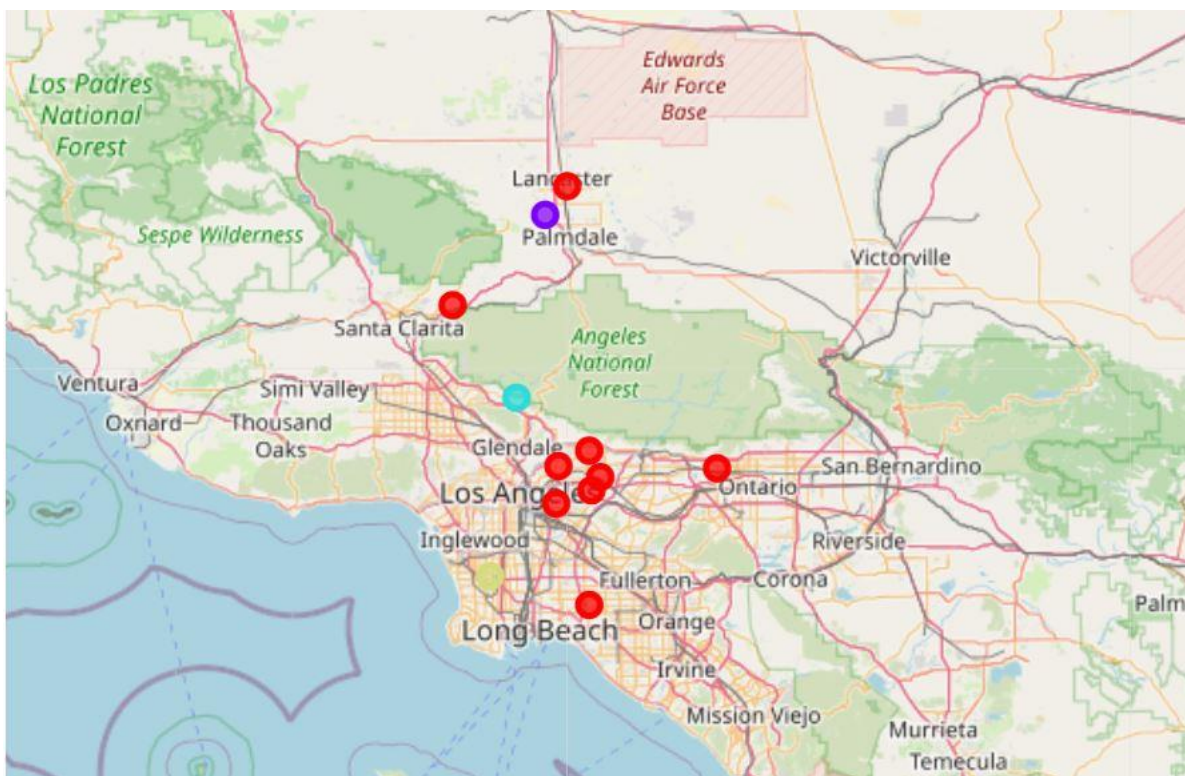 Edwards
Air Force
Base
Los Padres
National
Forest
Lancaster
Sespe Wilderness
Palmdale
Victorville
Santa Clarita
Angeles
National
Forest
Ventura
Simi Valley
Oxnard
Thousand
Oaks
Glendale
San Bernardino
Los Angeles
Ontario
Inglewood
Riverside
Fullerton
Corona
Palm
Long Beach
Orange
Irvine
Mission Viejo
Murrieta
Temecula